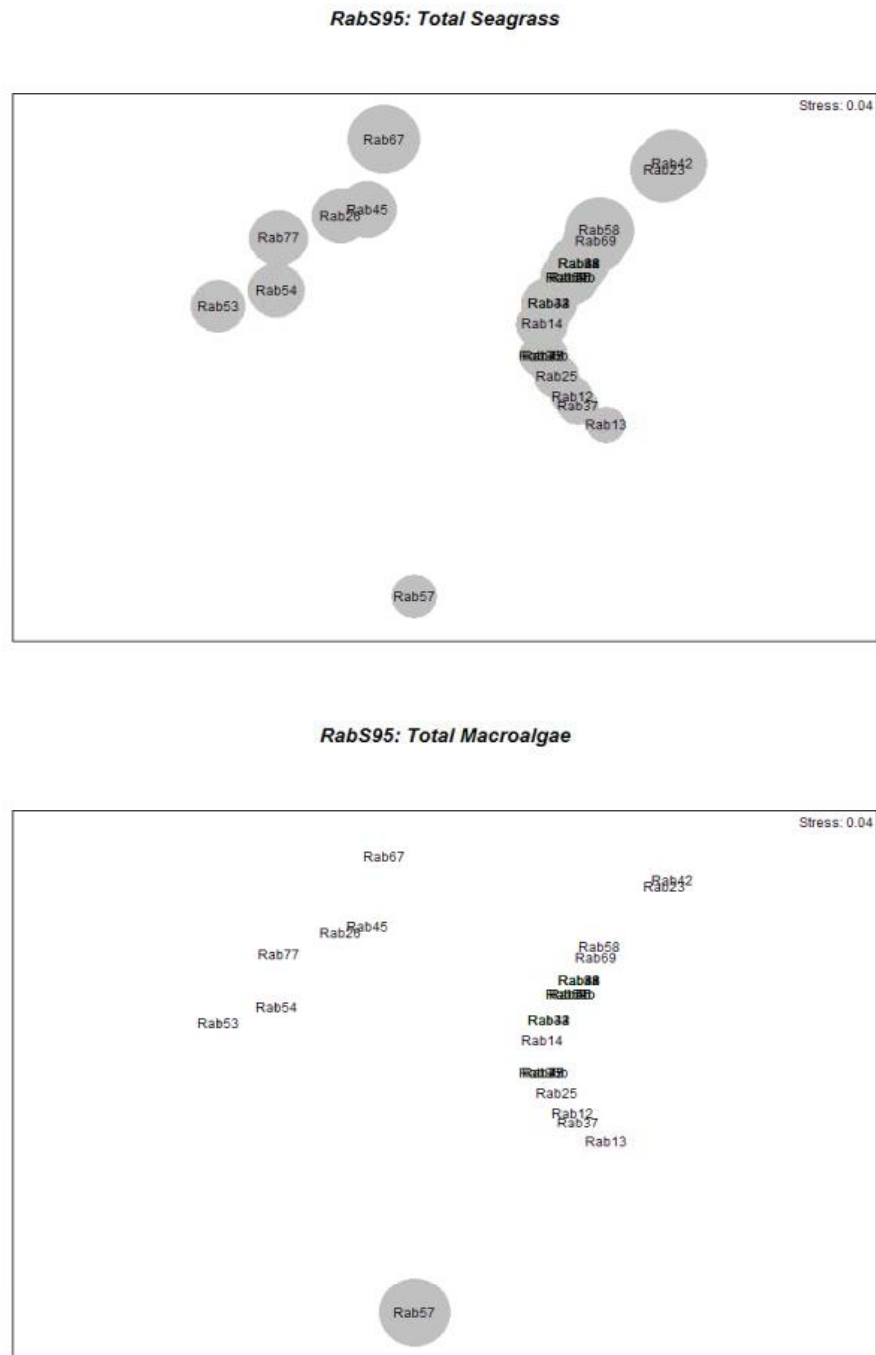 RabS95: Total Seagrass
Stress: 0.04
Rab67
Rab42
Rab23
Rab45
Rab26
Rab58
Rab77
Rab69
Rab54
Rab53
Rab14
Rab25
Rab12
Rab37
Rab13
Rab57
RabS95: Total Macroalgae
Stress: 0.04
Rab67
Rab42
Rab23
Rab45
Rab26
Rab58
Rab77
Rab69
Rab54
Rab53
Rab14
Rab25
Rab12
Rab37
Rab13
Rab57